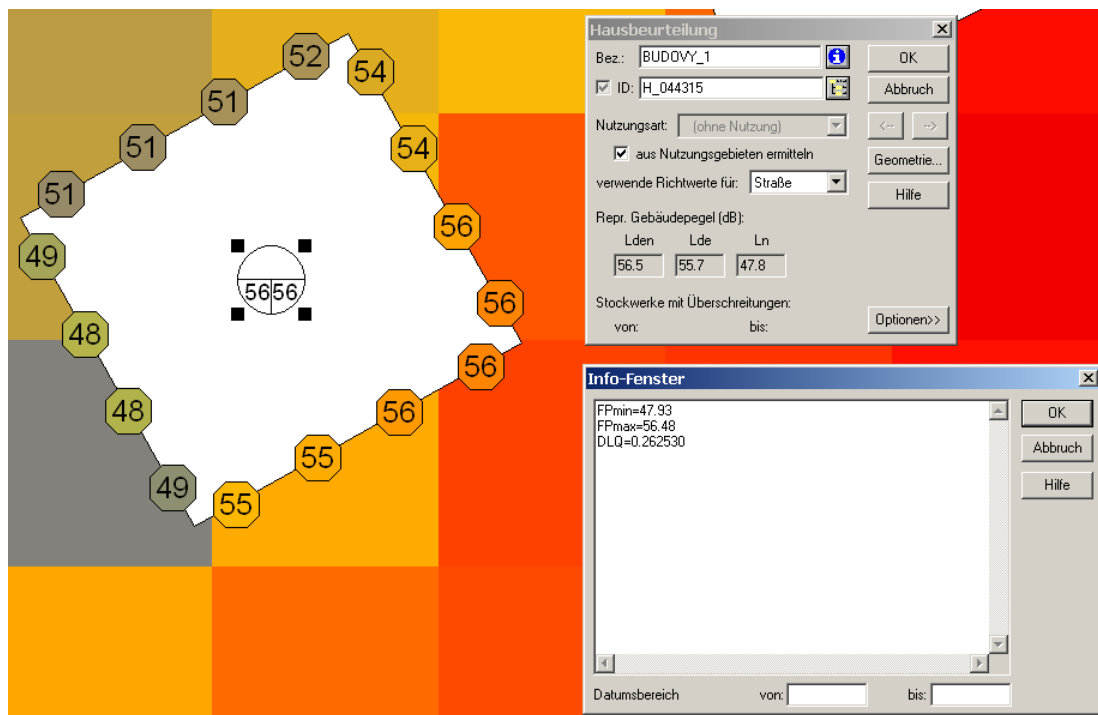 52
54
51
51
54
51
56
49
5656
56
48
56
48
56
55
49
55
Hausbeurteilung
Bez.: BUDOVY_1 OK
ID: H_044315 Abbruch
Nutzungsart: (ohne Nutzung) <-- -->
aus Nutzungsgebieten ermitteln Geometrie...
verwende Richtwerte für: Straße Hilfe
Repr. Gebäudepegel (dB):
Lden Lde Ln
56.5 55.7 47.8
Stockwerke mit Überschreitungen:
von: bis: Optionen>>
Info-Fenster
FPmin=47.93 OK
FPmax=56.48
DLQ=0.262530
Abbruch
Hilfe
Datumsbereich von: bis: